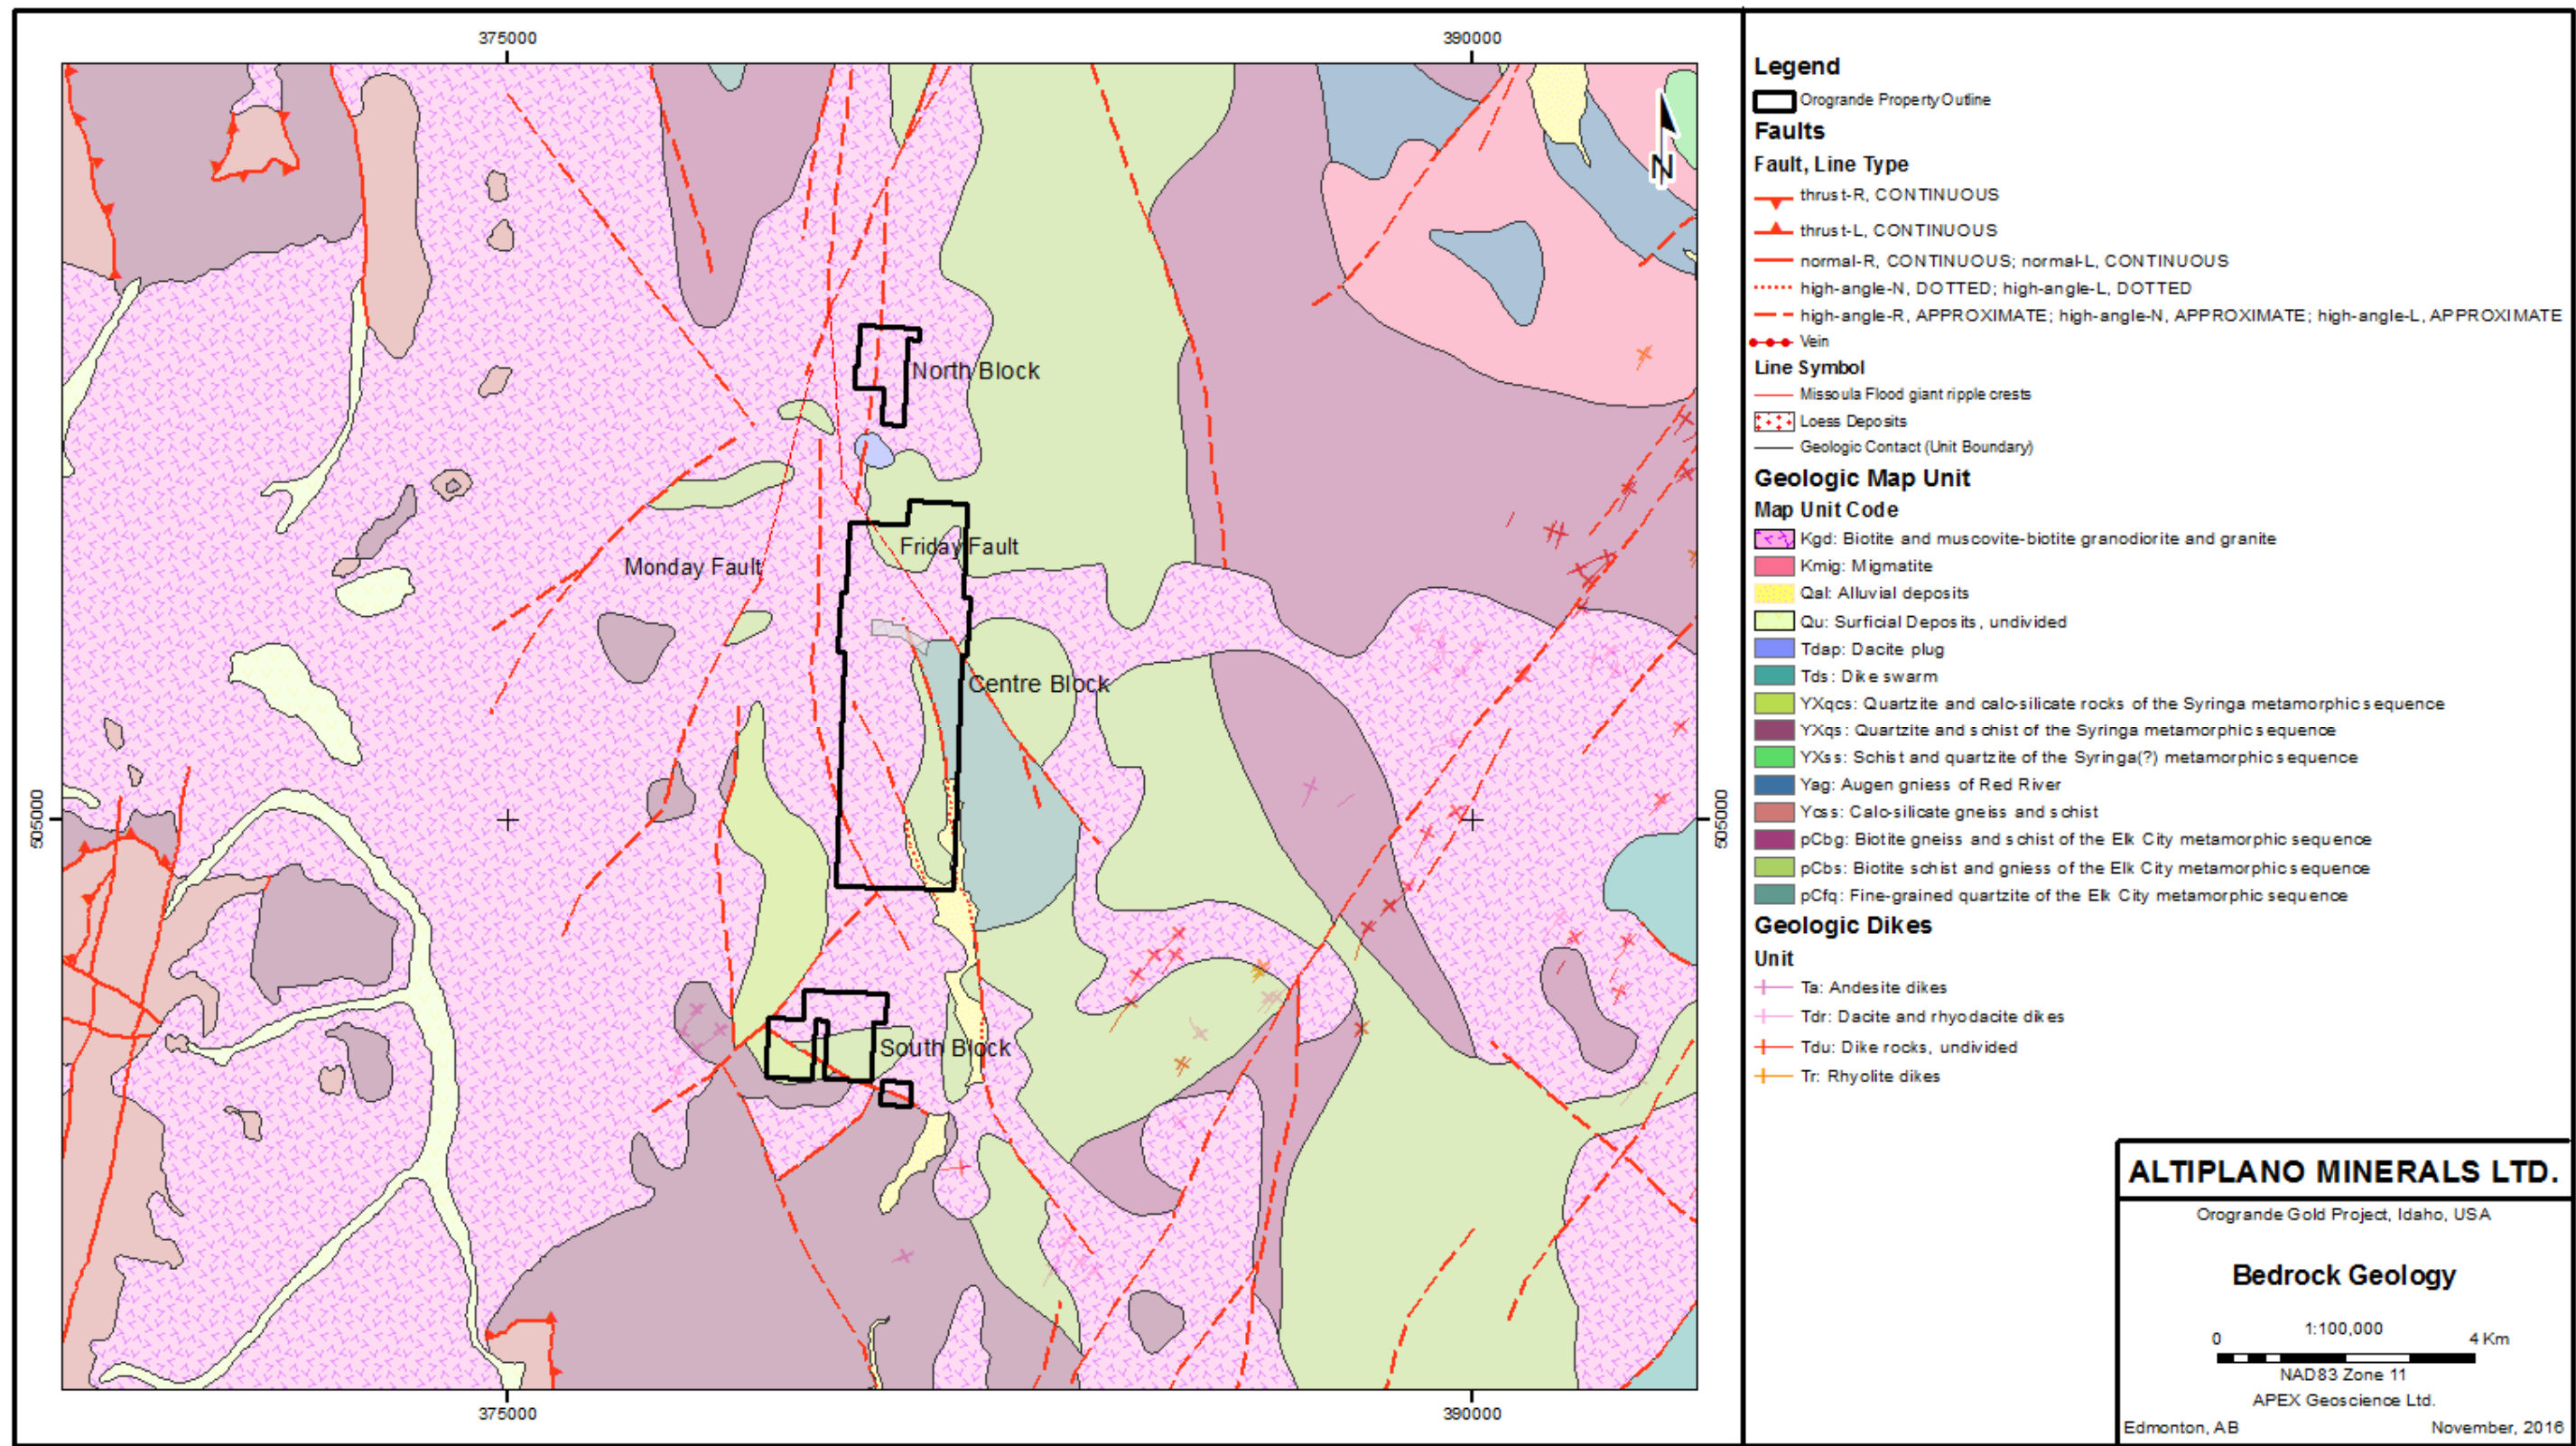 375000
390000
North Block
Friday Fault
Monday Fault
Centre Block
South Block
505000
505000
375000
390000
N
Legend
Orogrande Property Outline
Faults
Fault, Line Type
thrust-R, CONTINUOUS
thrust-L, CONTINUOUS
normal-R, CONTINUOUS; normal-L, CONTINUOUS
high-angle-N, DOTTED; high-angle-L, DOTTED
high-angle-R, APPROXIMATE; high-angle-N, APPROXIMATE; high-angle-L, APPROXIMATE
Vein
Line Symbol
Missoula Flood giant ripple crests
Loess Deposits
Geologic Contact (Unit Boundary)
Geologic Map Unit
Map Unit Code
Kgd: Biotite and muscovite-biotite granodiorite and granite
Kmig: Migmatite
Qal: Alluvial deposits
Qu: Surficial Deposits, undivided
Tdap: Dacite plug
Tds: Dike swarm
YXqcs: Quartzite and calc-silicate rocks of the Syringa metamorphic sequence
YXqs: Quartzite and schist of the Syringa metamorphic sequence
YXss: Schist and quartzite of the Syringa(?) metamorphic sequence
Yag: Augen gniess of Red River
Ycss: Calc-silicate gneiss and schist
pCbg: Biotite gneiss and schist of the Elk City metamorphic sequence
pCbs: Biotite schist and gniess of the Elk City metamorphic sequence
pCfq: Fine-grained quartzite of the Elk City metamorphic sequence
Geologic Dikes
Unit
Ta: Andesite dikes
Tdr: Dacite and rhyodacite dikes
Tdu: Dike rocks, undivided
Tr: Rhyolite dikes
ALTIPLANO MINERALS LTD.
Orogrande Gold Project, Idaho, USA
Bedrock Geology
1:100,000
0 4 Km
NAD83 Zone 11
APEX Geoscience Ltd.
Edmonton, AB November, 2016